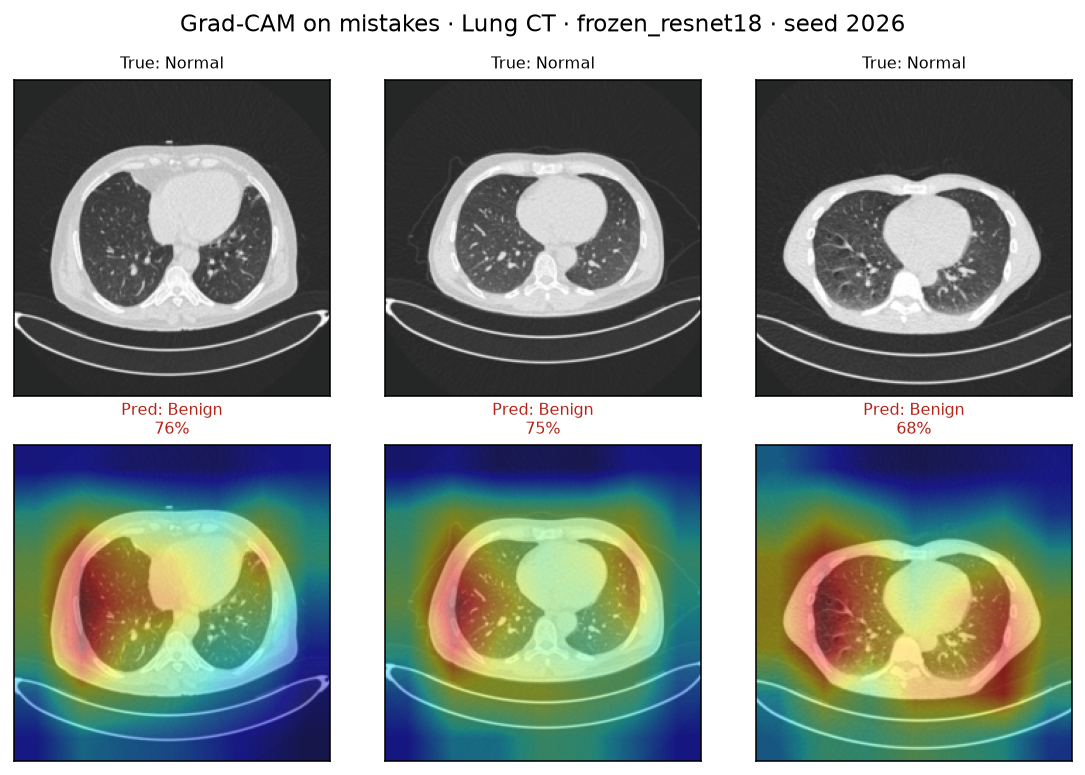 Grad-CAM on mistakes · Lung CT · frozen_resnet18 · seed 2026
True: Normal
True: Normal
True: Normal
Pred: Benign
76%
Pred: Benign
75%
Pred: Benign
68%